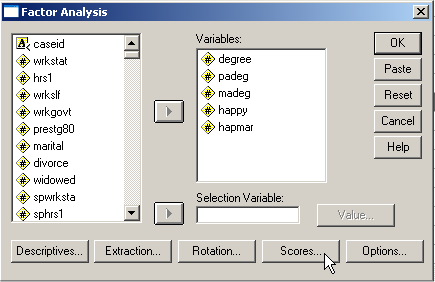 Factor Analysis
caseid
wrkstat
hrs1
wrkslf
wrkgovt
prestg80
marital
divorce
widowed
spwrksta
sphrs1
Variables:
degree
padeg
madeg
happy
hapmar
Selection Variable:
Value...
OK
Paste
Reset
Cancel
Help
Descriptives...
Extraction...
Rotation...
Scores...
Options...